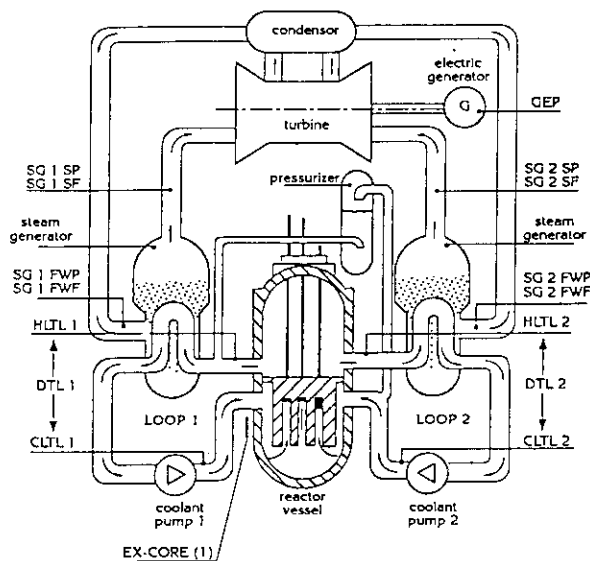 condensor
electric
generator
G
GEP
turbine
SG 1 SP
SG 1 SF
pressurizer
SG 2 SP
SG 2 SF
steam
generator
steam
generator
SG 1 FWP
SG 1 FWF
SG 2 FWP
SG 2 FWF
HLTL 1
HLTL 2
DTL 1
DTL 2
LOOP 1
LOOP 2
CLTL 1
CLTL 2
coolant
pump 1
reactor
vessel
coolant
pump 2
EX-CORE (1)